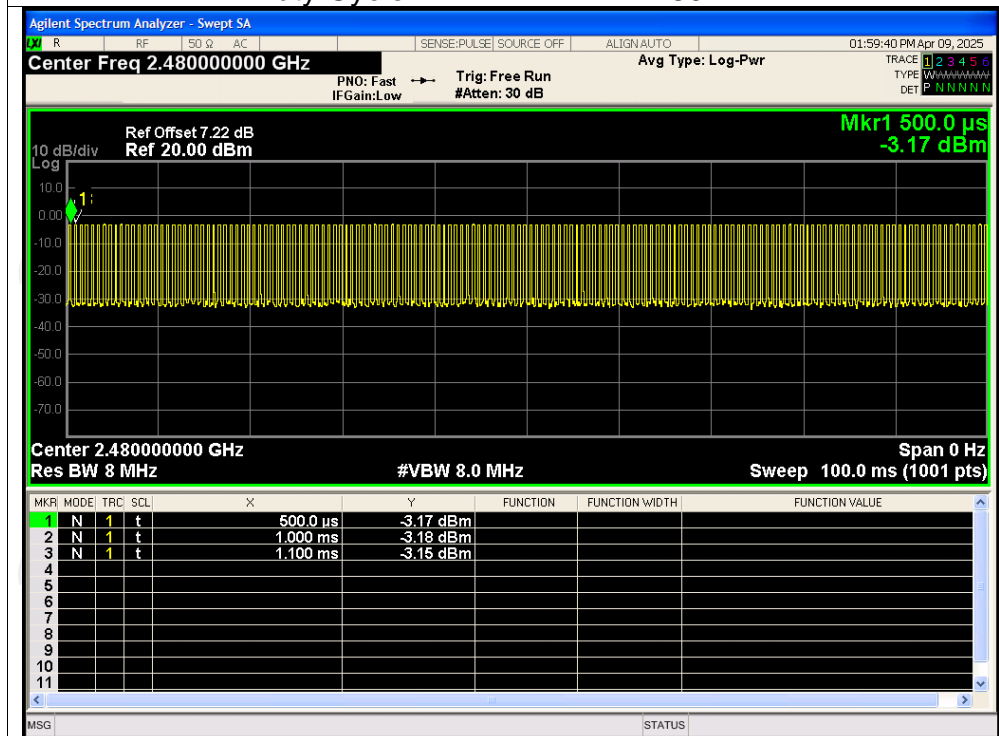 Agilent Spectrum Analyzer - Swept SA
LXI R RF 50 Ω AC SENSE:PULSE SOURCE OFF ALIGN AUTO 01:59:40 PM Apr 09, 2025
Center Freq 2.480000000 GHz Avg Type: Log-Pwr TRACE 1 2 3 4 5 6
PNO: Fast Trig: Free Run TYPE W
IFGain:Low #Atten: 30 dB DET P N N N N N
Mkr1 500.0 µs
Ref Offset 7.22 dB
10 dB/div Ref 20.00 dBm -3.17 dBm
Log
10.0
1
0.00
-10.0
-20.0
-30.0
-40.0
-50.0
-60.0
-70.0
Center 2.480000000 GHz Span 0 Hz
Res BW 8 MHz #VBW 8.0 MHz Sweep 100.0 ms (1001 pts)
MKR MODE TRC SCL X Y FUNCTION FUNCTION WIDTH FUNCTION VALUE
1 N 1 t 500.0 µs -3.17 dBm
2 N 1 t 1.000 ms -3.18 dBm
3 N 1 t 1.100 ms -3.15 dBm
4
5
6
7
8
9
10
11
MSG STATUS